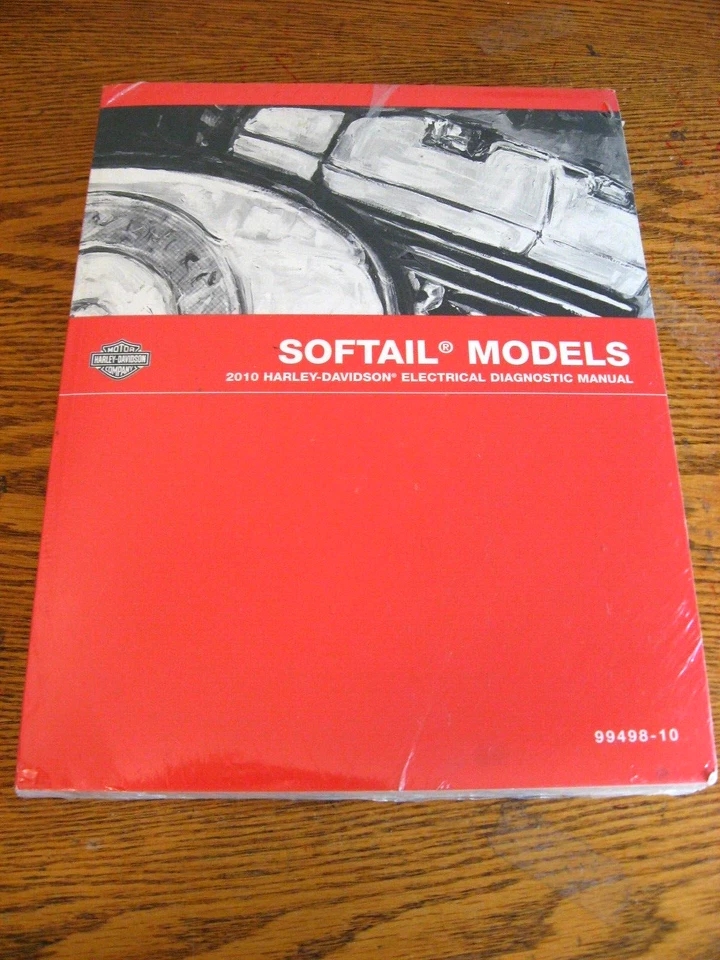 SOFTAIL® MODELS
2010 HARLEY-DAVIDSON® ELECTRICAL DIAGNOSTIC MANUAL
MOTOR
HARLEY-DAVIDSON
COMPANY
99498-10